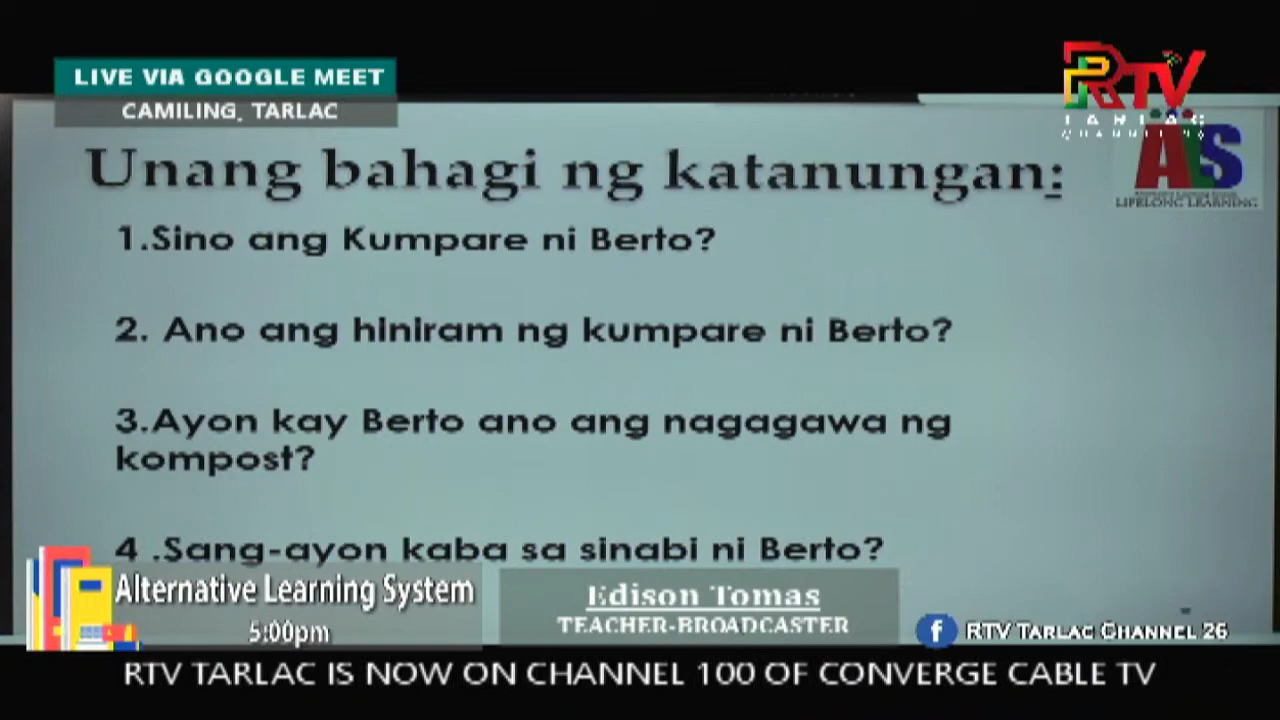 LIVE VIA GOOGLE MEET
CAMILING, TARLAC
RTV
TARLAC
ALS
LIFELONG LEARNING
Unang bahagi ng katanungan:
1.Sino ang Kumpare ni Berto?
2. Ano ang hiniram ng kumpare ni Berto?
3.Ayon kay Berto ano ang nagagawa ng
kompost?
4 .Sang-ayon kaba sa sinabi ni Berto?
Alternative Learning System
5:00pm
Edison Tomas
TEACHER-BROADCASTER
RTV TARLAC CHANNEL 26
RTV TARLAC IS NOW ON CHANNEL 100 OF CONVERGE CABLE TV